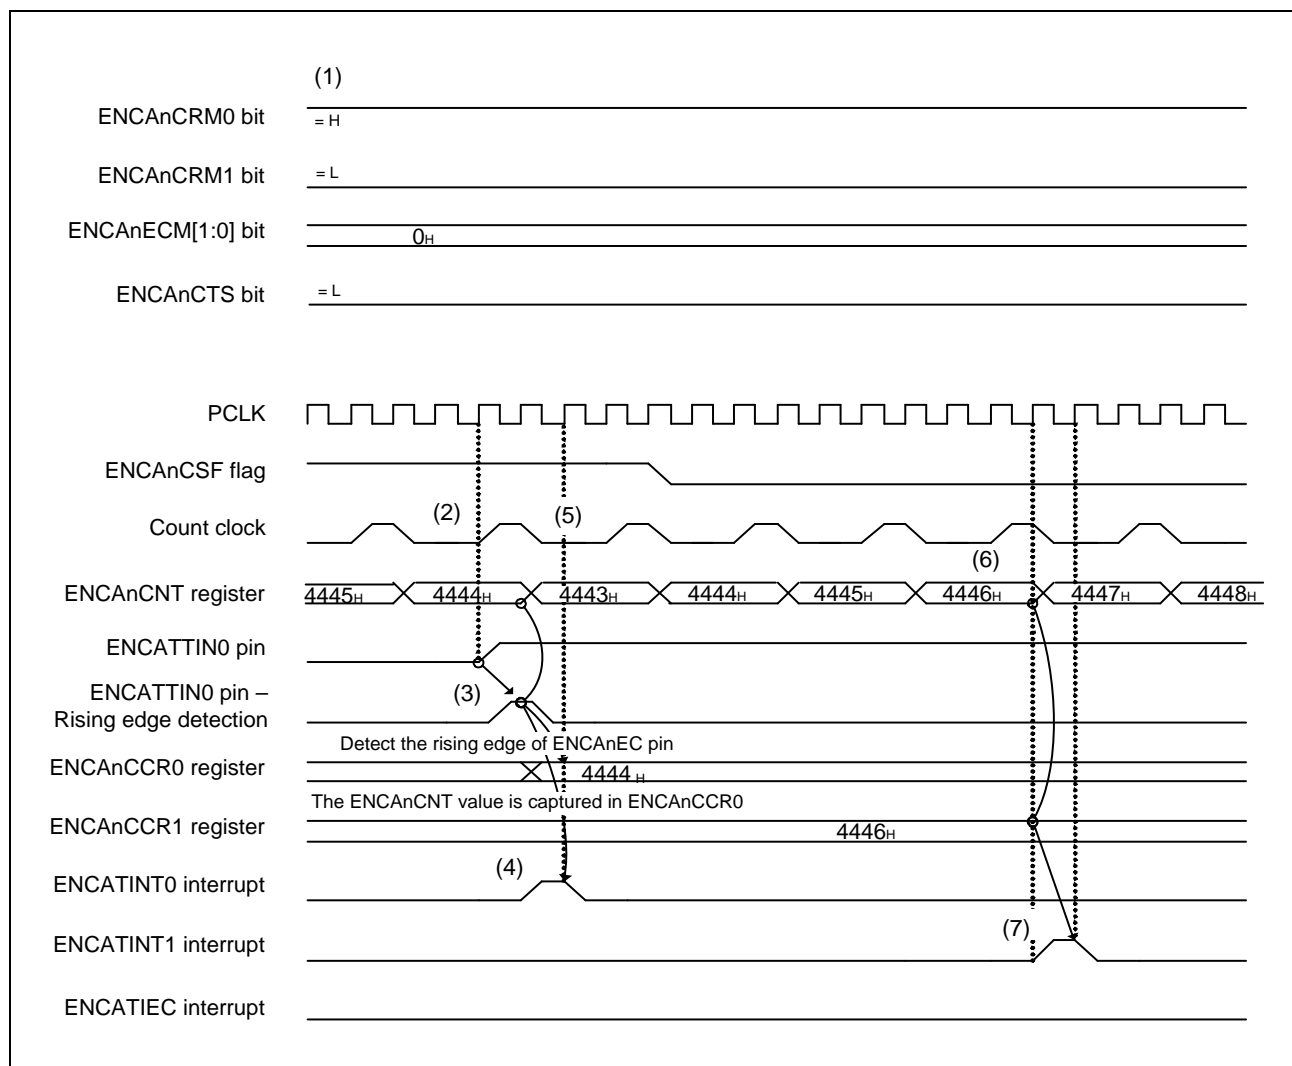 (1)
ENCAnCRM0 bit
= H
ENCAnCRM1 bit
= L
ENCAnECM[1:0] bit
0H
ENCAnCTS bit
= L
PCLK
ENCAnCSF flag
(2)
(5)
Count clock
(6)
ENCAnCNT register
4445H 4444H 4443H 4444H 4445H 4446H 4447H 4448H
ENCATTIN0 pin
ENCATTIN0 pin –
Rising edge detection
(3)
Detect the rising edge of ENCAnEC pin
ENCAnCCR0 register
4444 H
The ENCAnCNT value is captured in ENCAnCCR0
ENCAnCCR1 register
4446H
(4)
ENCATINT0 interrupt
(7)
ENCATINT1 interrupt
ENCATIEC interrupt